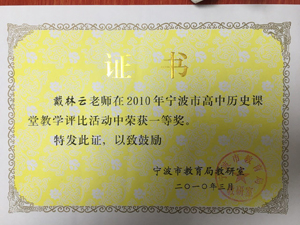 证 书
戴林云老师在2010年宁波市高中历史课
堂教学评比活动中荣获一等奖。
特发此证，以致鼓励
宁波市教育局教研室
二〇一〇年三月